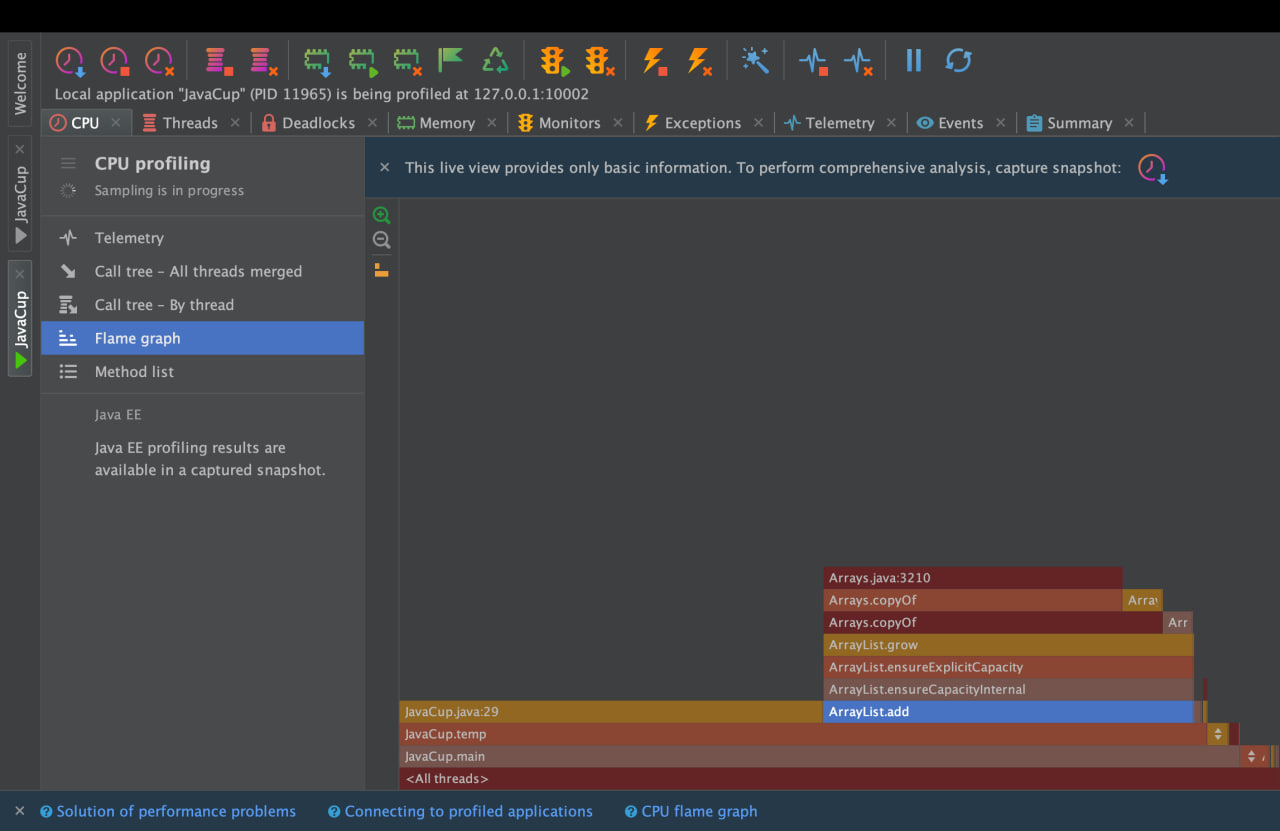 Welcome
JavaCup
JavaCup
Local application "JavaCup" (PID 11965) is being profiled at 127.0.0.1:10002
CPU Threads Deadlocks Memory Monitors Exceptions Telemetry Events Summary
CPU profiling
Sampling is in progress
Telemetry
Call tree – All threads merged
Call tree – By thread
Flame graph
Method list
Java EE
Java EE profiling results are
available in a captured snapshot.
This live view provides only basic information. To perform comprehensive analysis, capture snapshot:
Arrays.java:3210
Arrays.copyOf Array
Arrays.copyOf Arr
ArrayList.grow
ArrayList.ensureExplicitCapacity
ArrayList.ensureCapacityInternal
JavaCup.java:29 ArrayList.add
JavaCup.temp
JavaCup.main
<All threads>
Solution of performance problems Connecting to profiled applications CPU flame graph